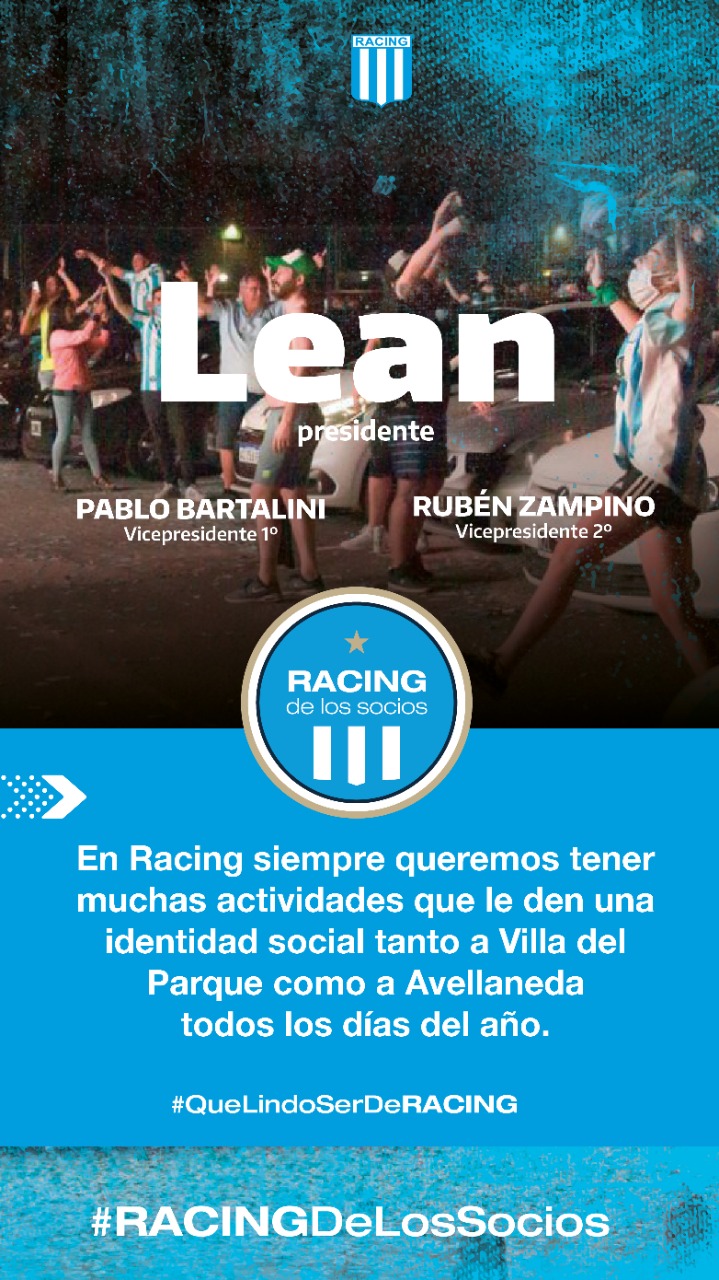 RACING
Lean
presidente
PABLO BARTALINI
Vicepresidente 1º
RUBÉN ZAMPINO
Vicepresidente 2º
RACING
de los socios
En Racing siempre queremos tener
muchas actividades que le den una
identidad social tanto a Villa del
Parque como a Avellaneda
todos los días del año.
#QueLindoSerDeRACING
#RACINGDeLosSocios